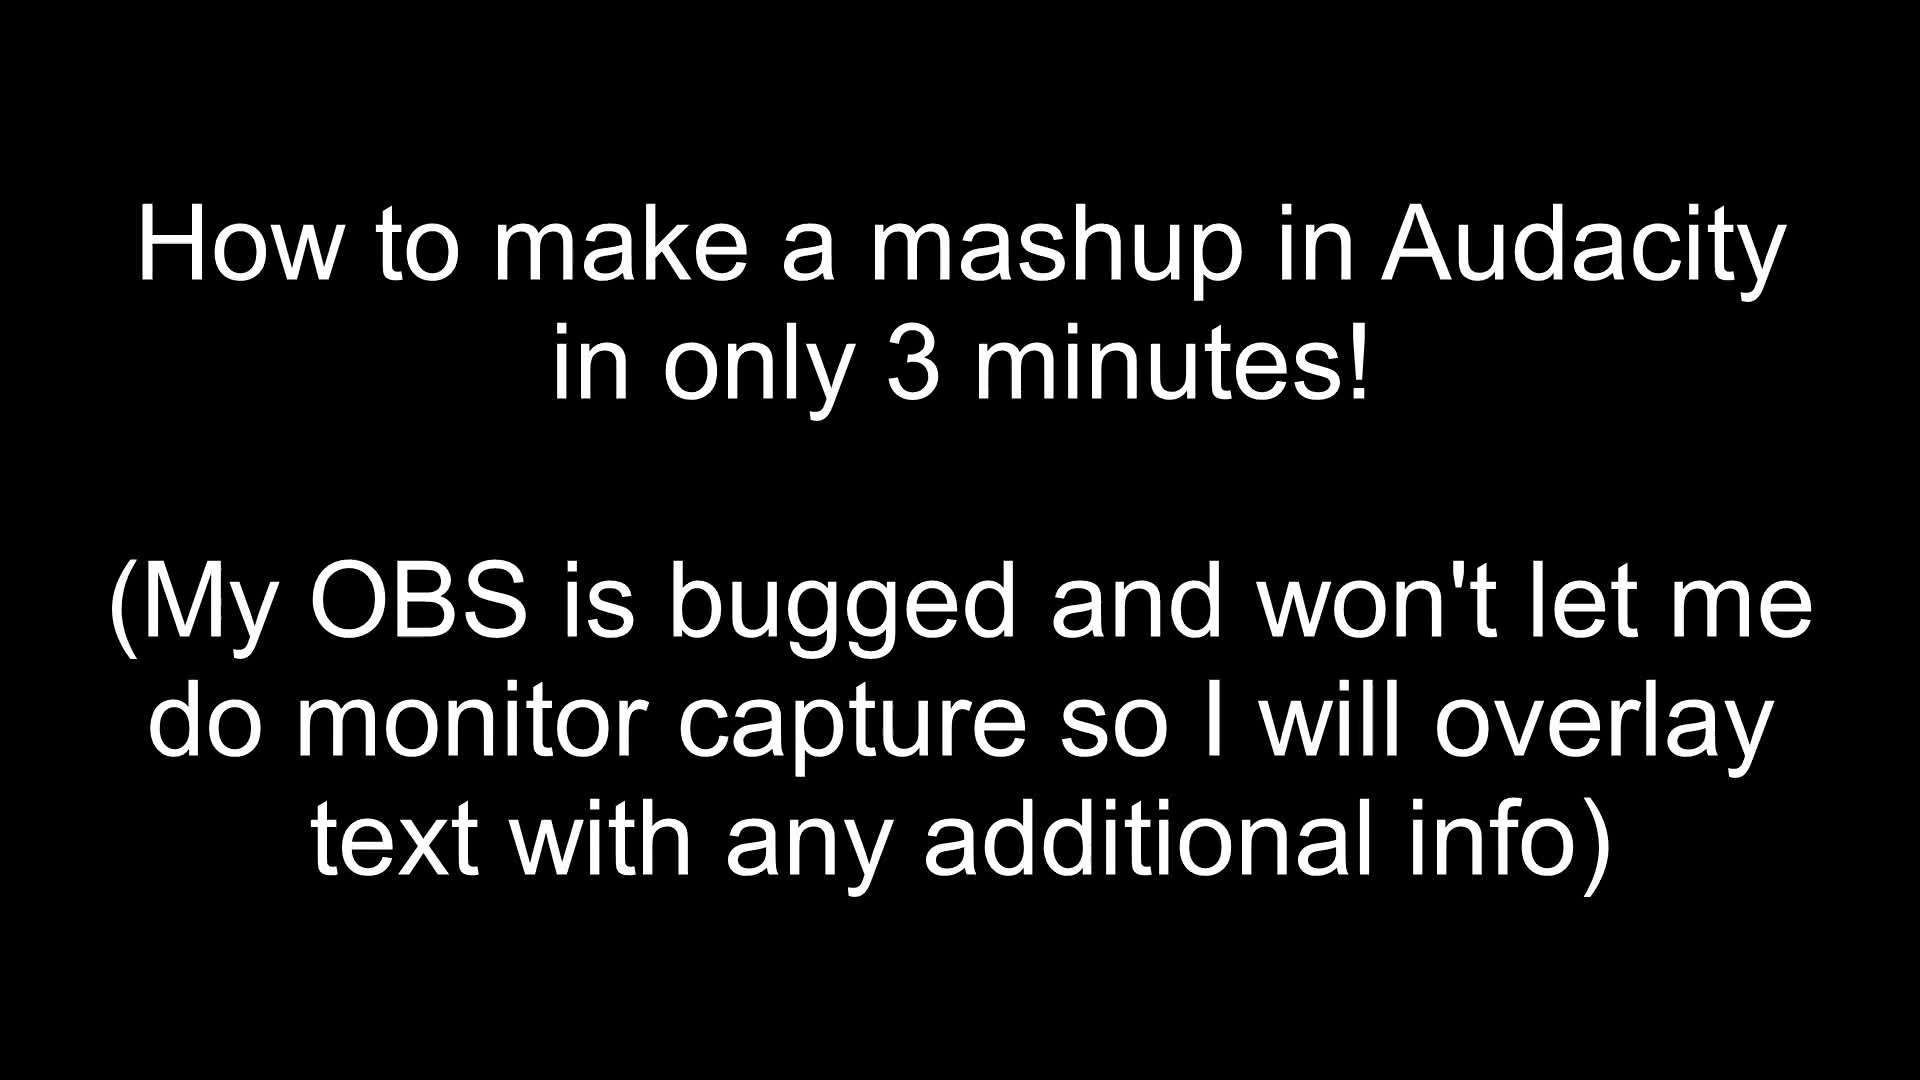 How to make a mashup in Audacity
in only 3 minutes!
(My OBS is bugged and won't let me
do monitor capture so I will overlay
text with any additional info)